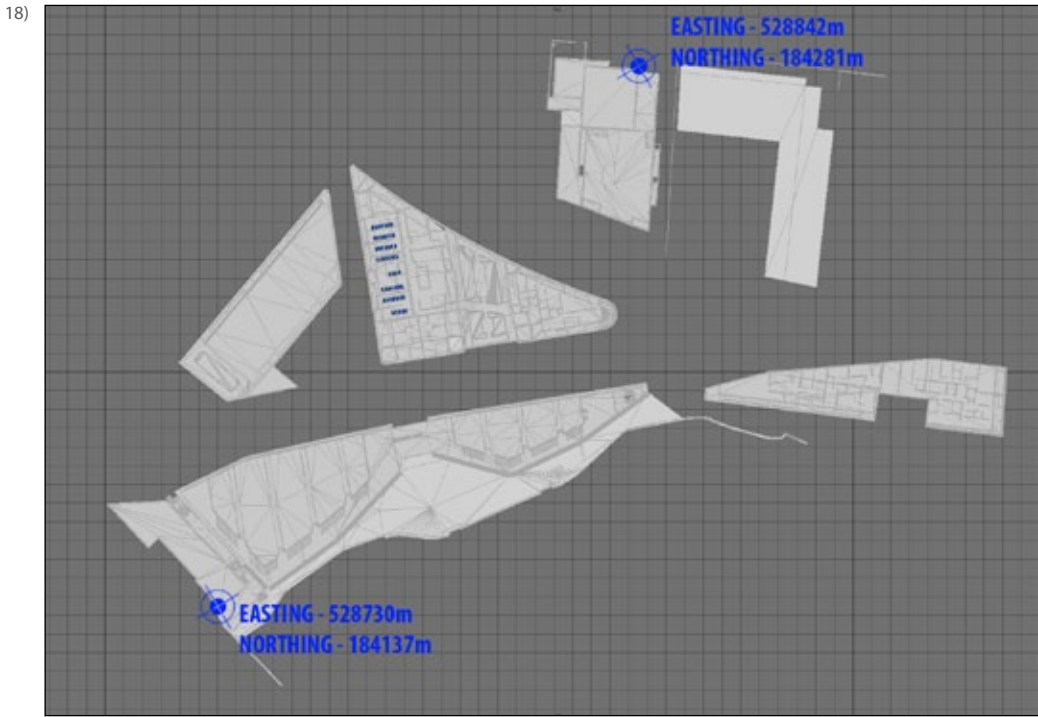 18)
EASTING - 528842m
NORTHING - 184281m
EASTING - 528730m
NORTHING - 184137m